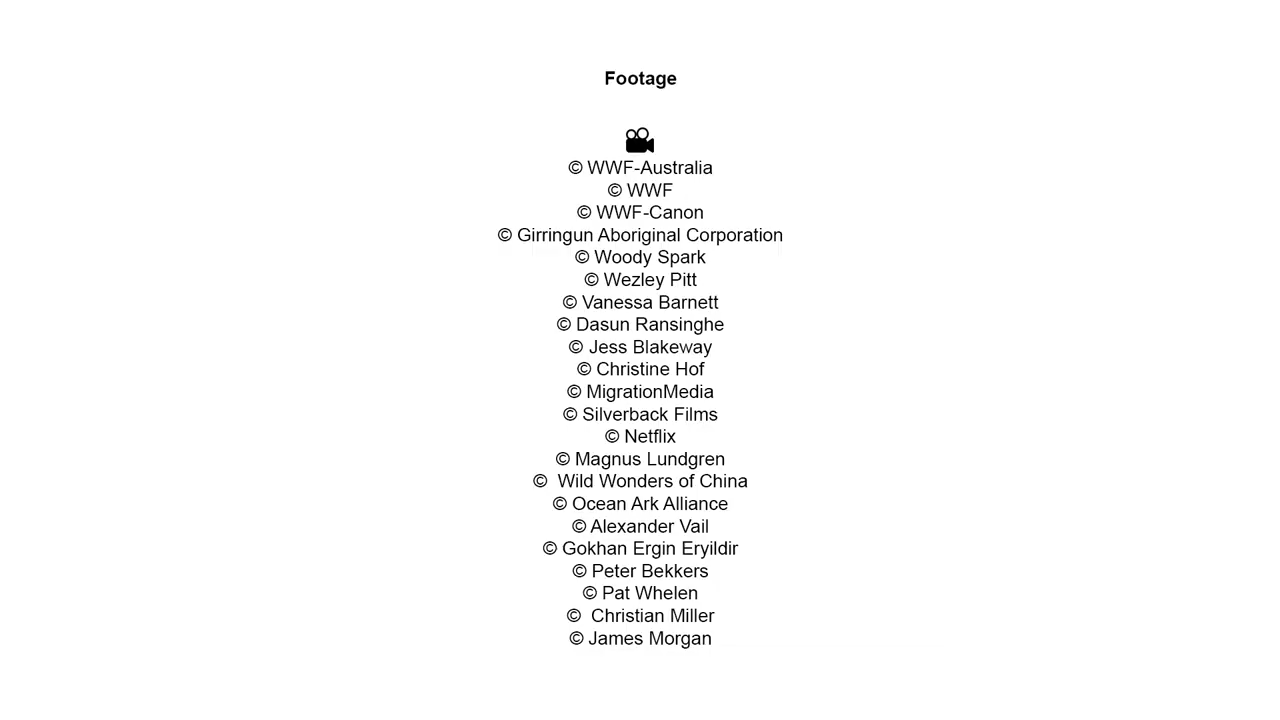 Footage
© WWF-Australia
© WWF
© WWF-Canon
© Girringun Aboriginal Corporation
© Woody Spark
© Wezley Pitt
© Vanessa Barnett
© Dasun Ransinghe
© Jess Blakeway
© Christine Hof
© MigrationMedia
© Silverback Films
© Netflix
© Magnus Lundgren
©  Wild Wonders of China
© Ocean Ark Alliance
© Alexander Vail
© Gokhan Ergin Eryildir
© Peter Bekkers
© Pat Whelen
©  Christian Miller
© James Morgan